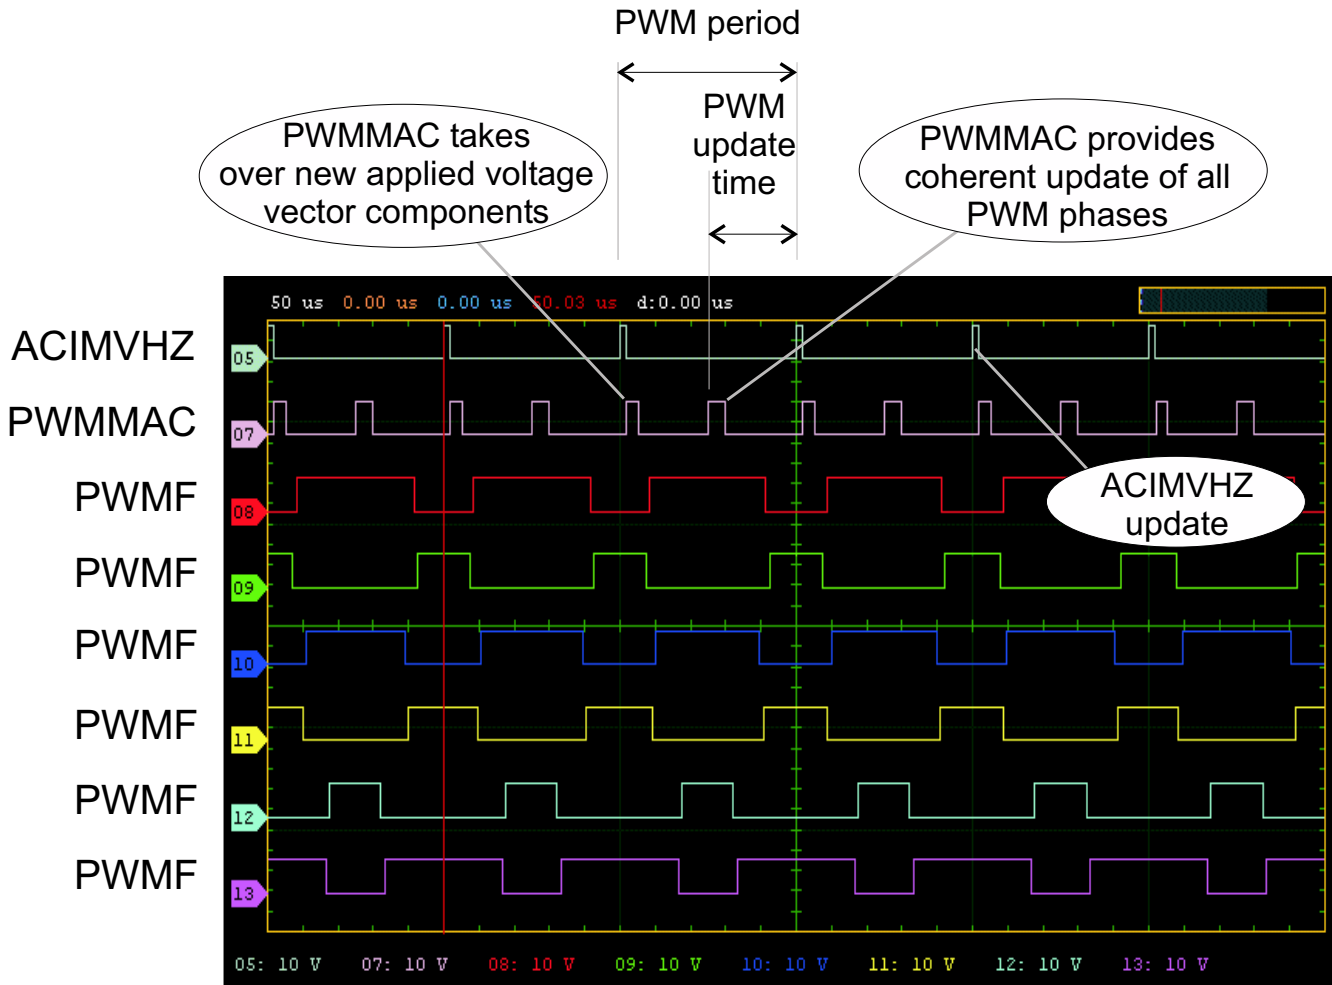 PWM period
PWM
update
time
PWMMAC takes
over new applied voltage
vector components
PWMMAC provides
coherent update of all
PWM phases
50 us 0.00 us 0.00 us 50.03 us d:0.00 us
ACIMVHZ
05
PWMMAC
07
PWMF
08
ACIMVHZ
update
PWMF
09
PWMF
10
PWMF
11
PWMF
12
PWMF
13
05: 10 V 07: 10 V 08: 10 V 09: 10 V 10: 10 V 11: 10 V 12: 10 V 13: 10 V